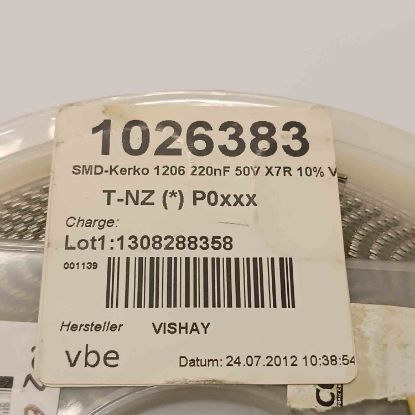 1026383
SMD-Kerko 1206 220nF 50V X7R 10% V
T-NZ (*) P0xxx
Charge:
Lot1:1308288358
001139
Hersteller VISHAY
vbe Datum: 24.07.2012 10:38:54